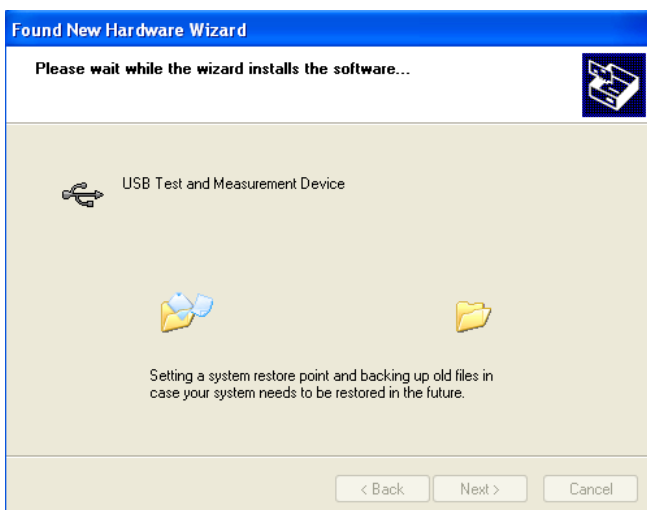 Found New Hardware Wizard
Please wait while the wizard installs the software...
USB Test and Measurement Device
Setting a system restore point and backing up old files in
case your system needs to be restored in the future.
< Back
Next >
Cancel